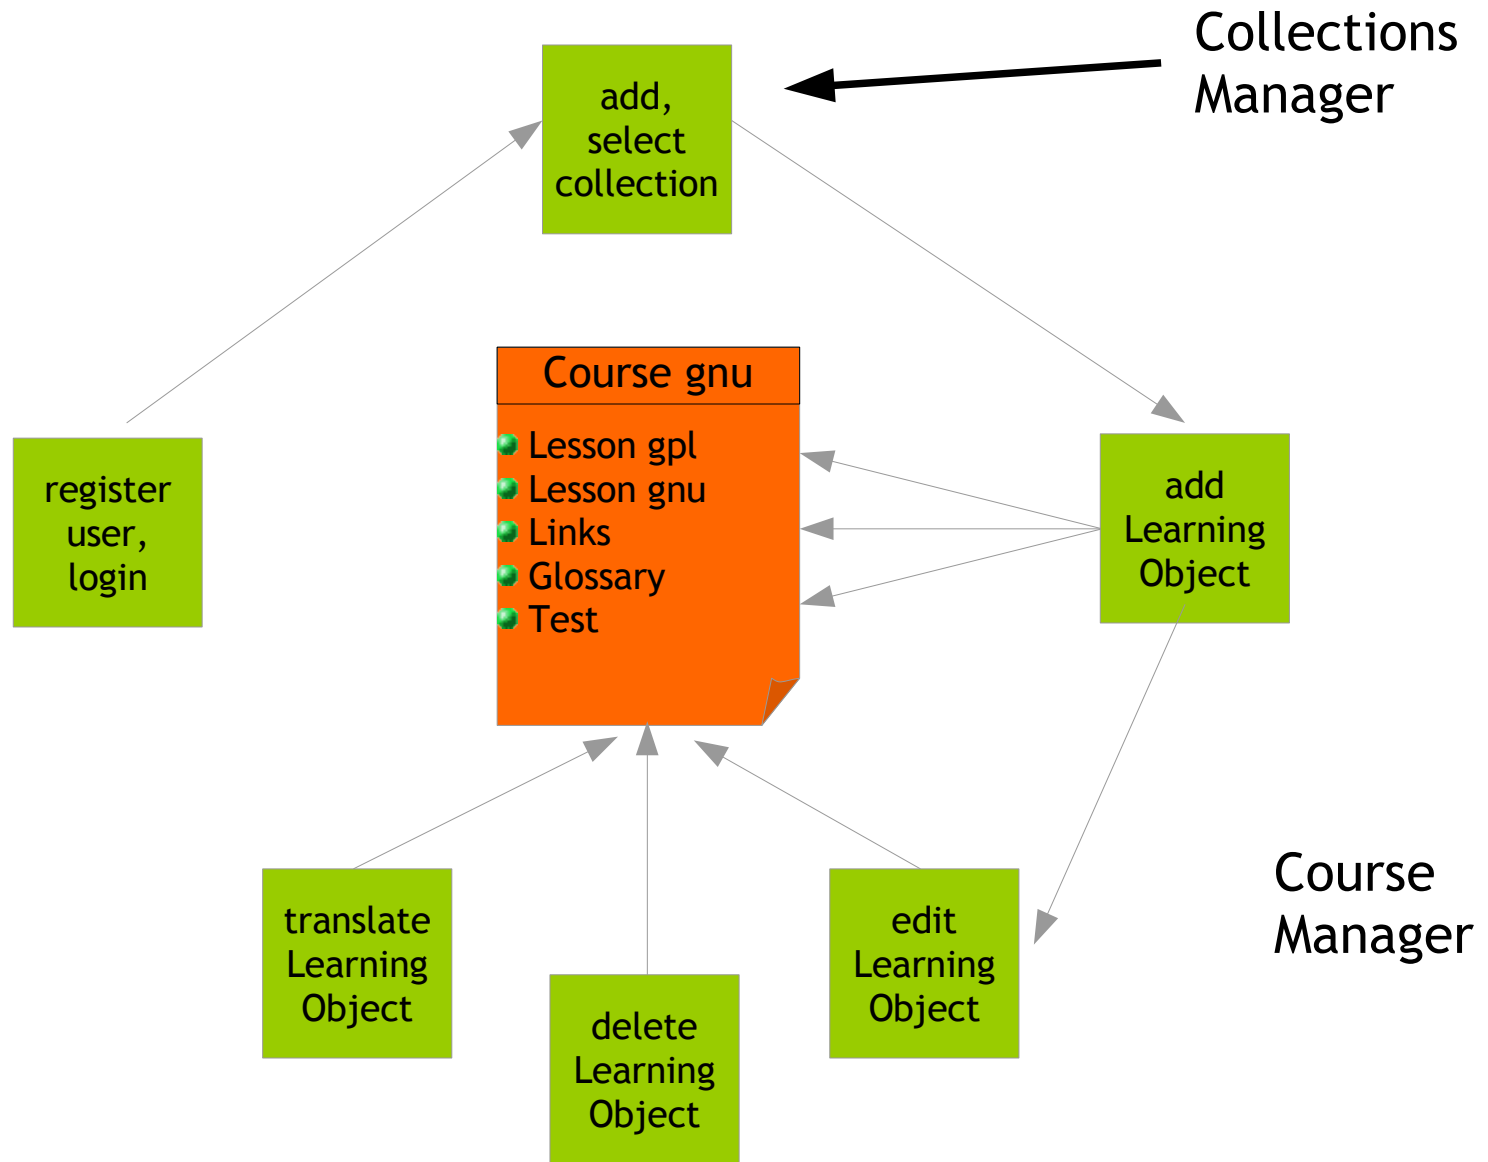 Collections
Manager
add,
select
collection
Course gnu
Lesson gpl
Lesson gnu
Links
Glossary
Test
register
user,
login
add
Learning
Object
translate
Learning
Object
delete
Learning
Object
edit
Learning
Object
Course
Manager